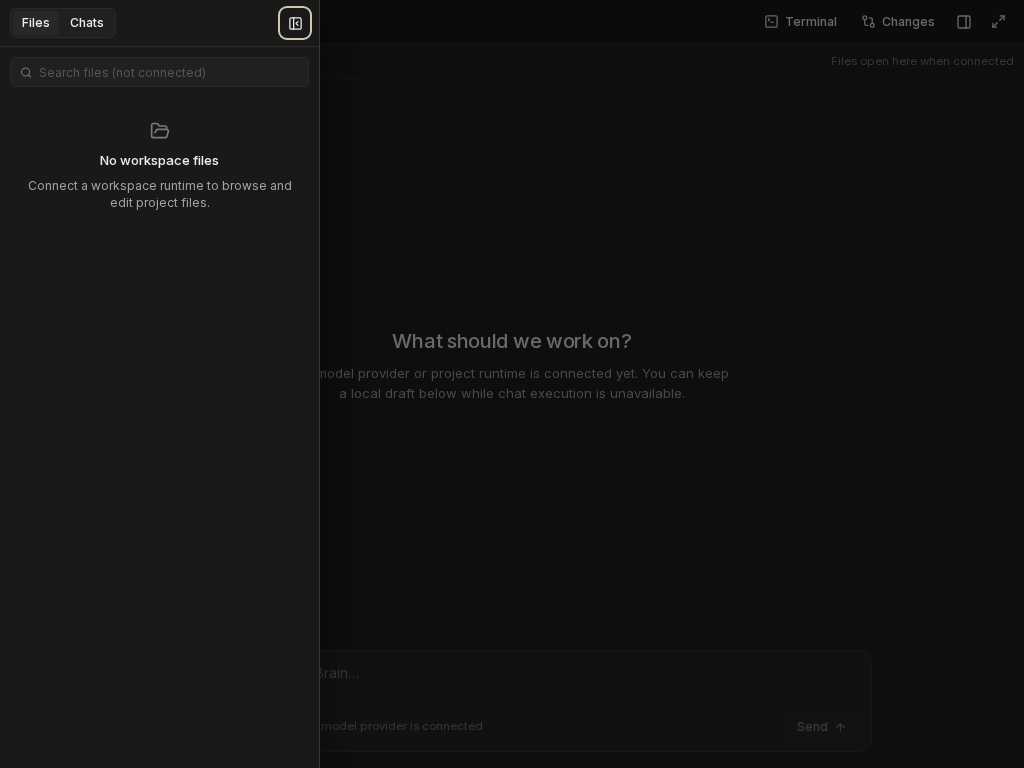 Files Chats
Terminal Changes
Search files (not connected)
Files open here when connected
No workspace files
Connect a workspace runtime to browse and
edit project files.
What should we work on?
model provider or project runtime is connected yet. You can keep
a local draft below while chat execution is unavailable.
Brain...
model provider is connected
Send